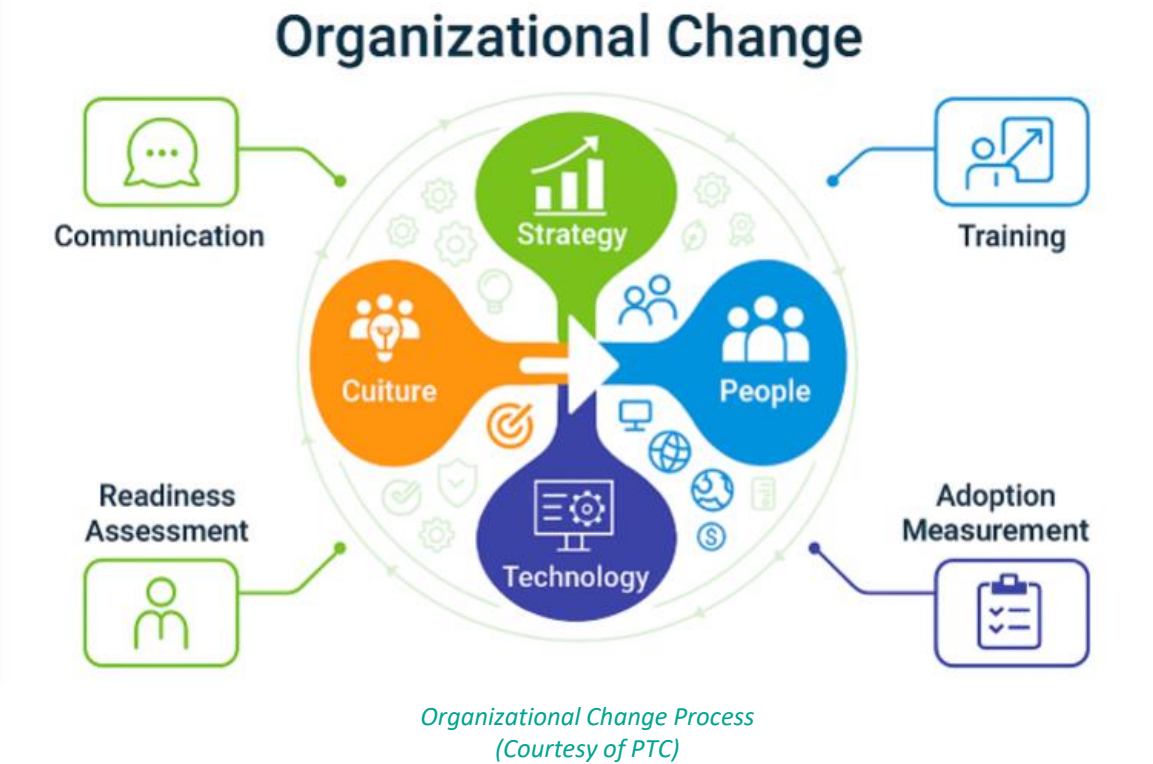 Organizational Change
Communication
Training
Strategy
Cuiture
People
Readiness
Assessment
Adoption
Measurement
Technology
Organizational Change Process
(Courtesy of PTC)